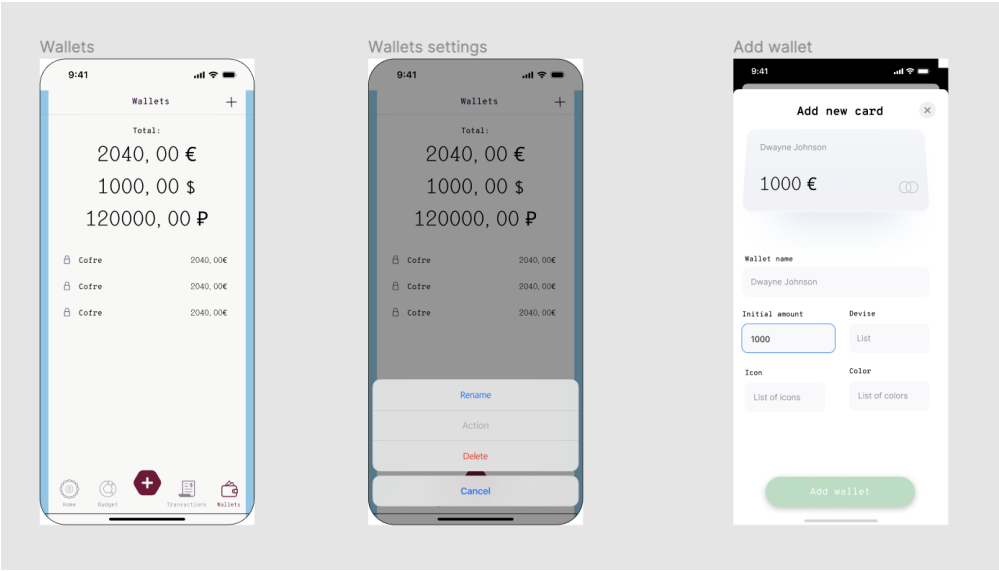 Wallets
9:41
Wallets
Total:
2040, 00 €
1000, 00 $
120000, 00 ₽
Cofre 2040, 00€
Cofre 2040, 00€
Cofre 2040, 00€
Home Budget Transactions Wallets
Wallets settings
9:41
Wallets
Total:
2040, 00 €
1000, 00 $
120000, 00 ₽
Cofre 2040, 00€
Cofre 2040, 00€
Cofre 2040, 00€
Rename
Action
Delete
Cancel
Add wallet
9:41
Add new card
Dwayne Johnson
1000 €
Wallet name
Dwayne Johnson
Initial amount Devise
1000 List
Icon Color
List of icons List of colors
Add wallet